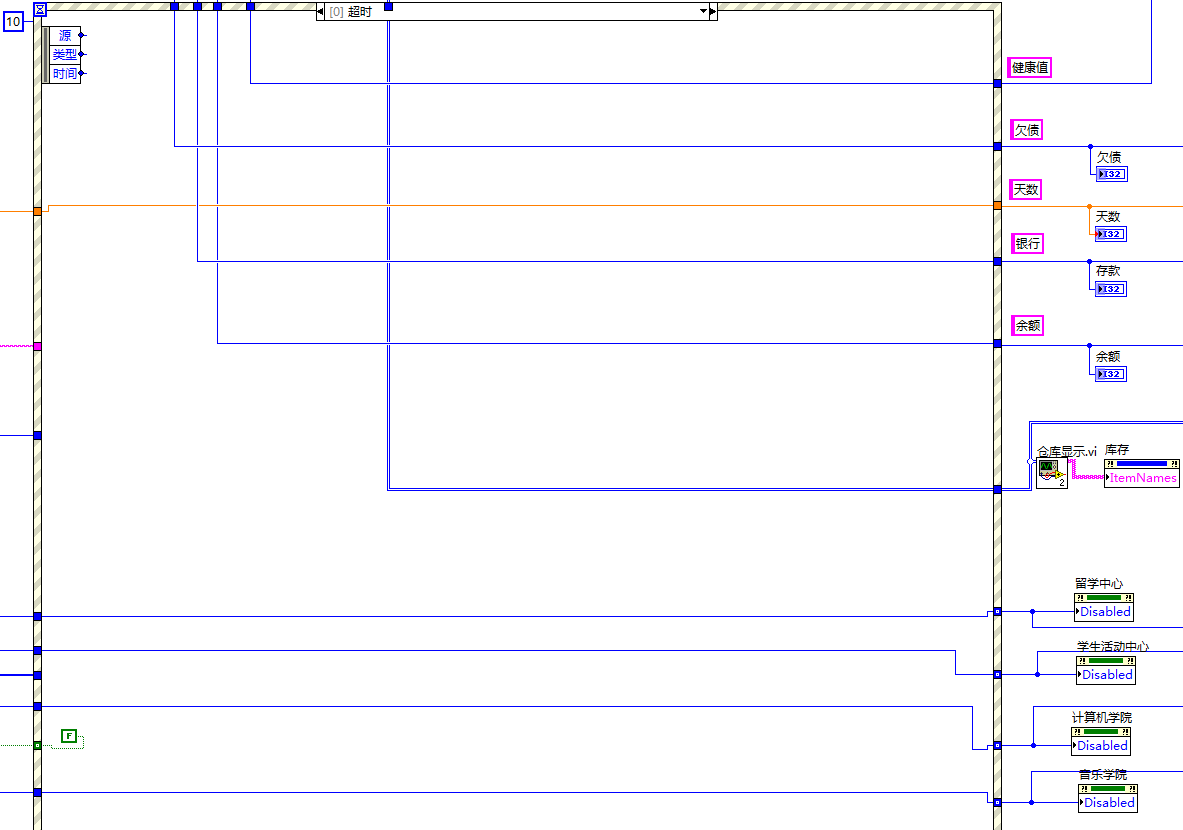 10
[0] 超时
源
类型
时间
健康值
欠债
欠债
I32
天数
天数
I32
银行
存款
I32
余额
余额
I32
仓库显示.vi
库存
2
ItemNames
留学中心
Disabled
学生活动中心
Disabled
计算机学院
Disabled
F
音乐学院
Disabled